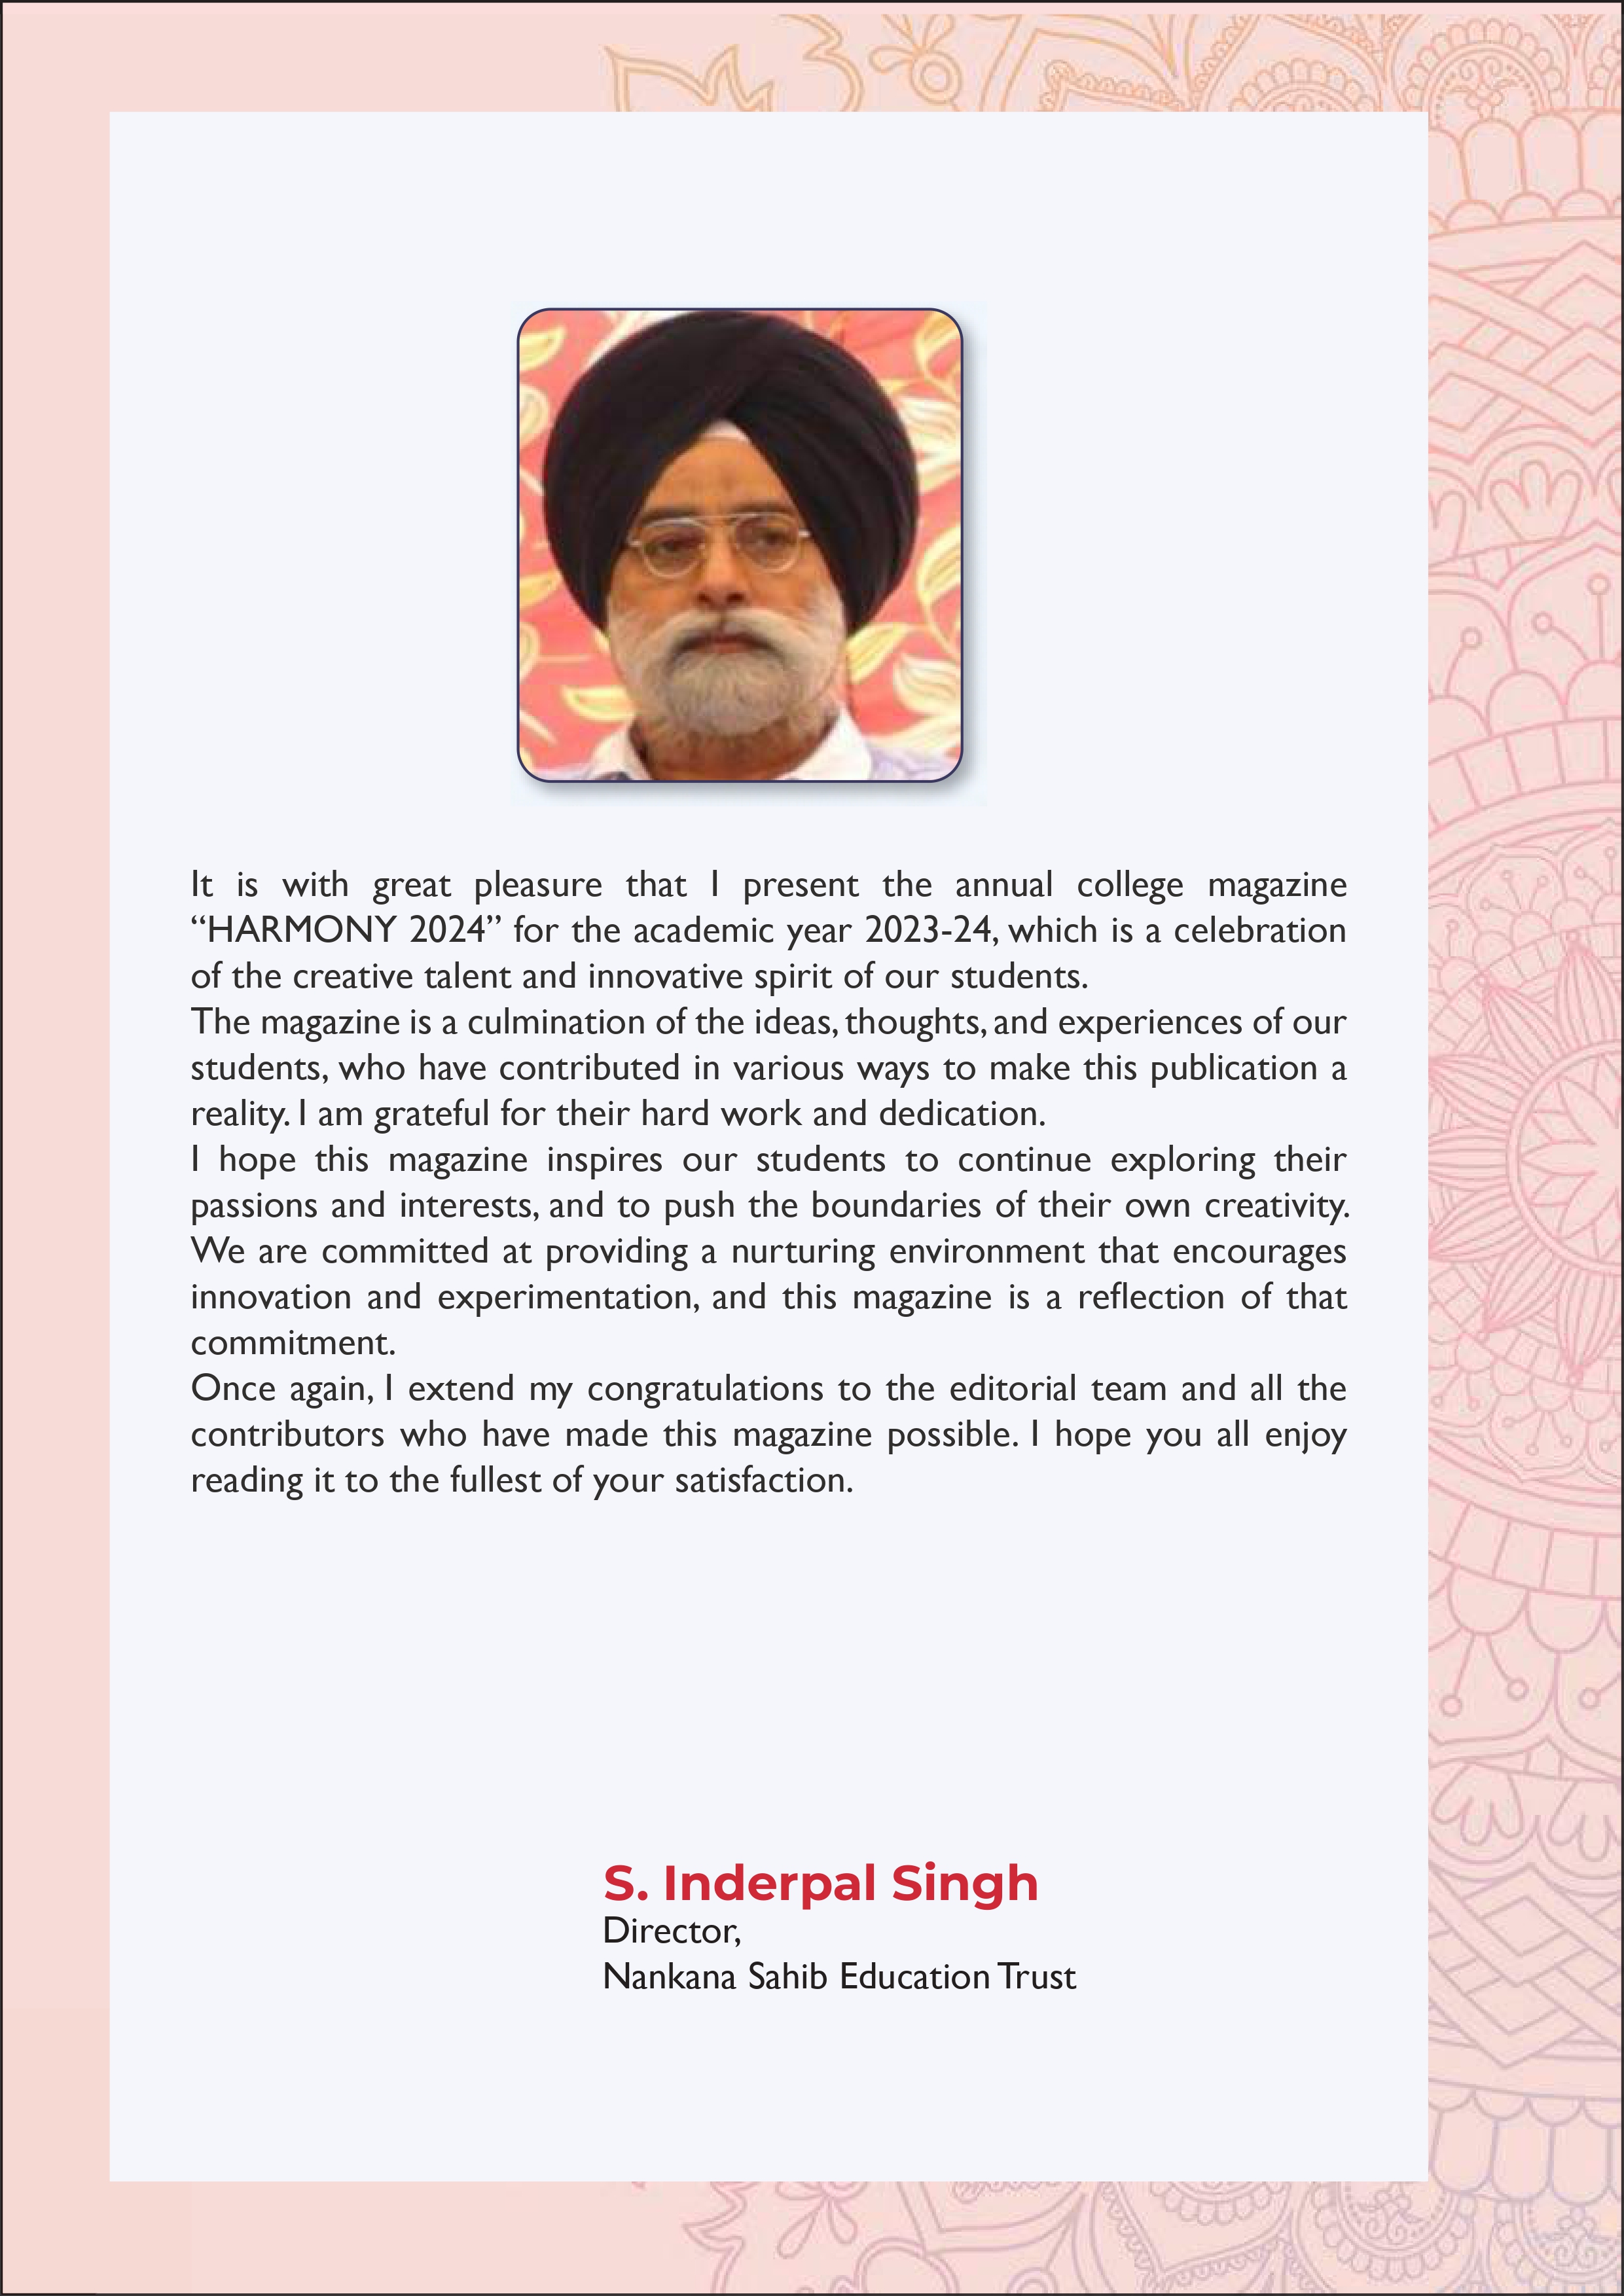 It is with great pleasure that I present the annual college magazine
“HARMONY 2024” for the academic year 2023-24, which is a celebration
of the creative talent and innovative spirit of our students.
The magazine is a culmination of the ideas, thoughts, and experiences of our
students, who have contributed in various ways to make this publication a
reality. I am grateful for their hard work and dedication.
I hope this magazine inspires our students to continue exploring their
passions and interests, and to push the boundaries of their own creativity.
We are committed at providing a nurturing environment that encourages
innovation and experimentation, and this magazine is a reflection of that
commitment.
Once again, I extend my congratulations to the editorial team and all the
contributors who have made this magazine possible. I hope you all enjoy
reading it to the fullest of your satisfaction.
S. Inderpal Singh
Director,
Nankana Sahib Education Trust